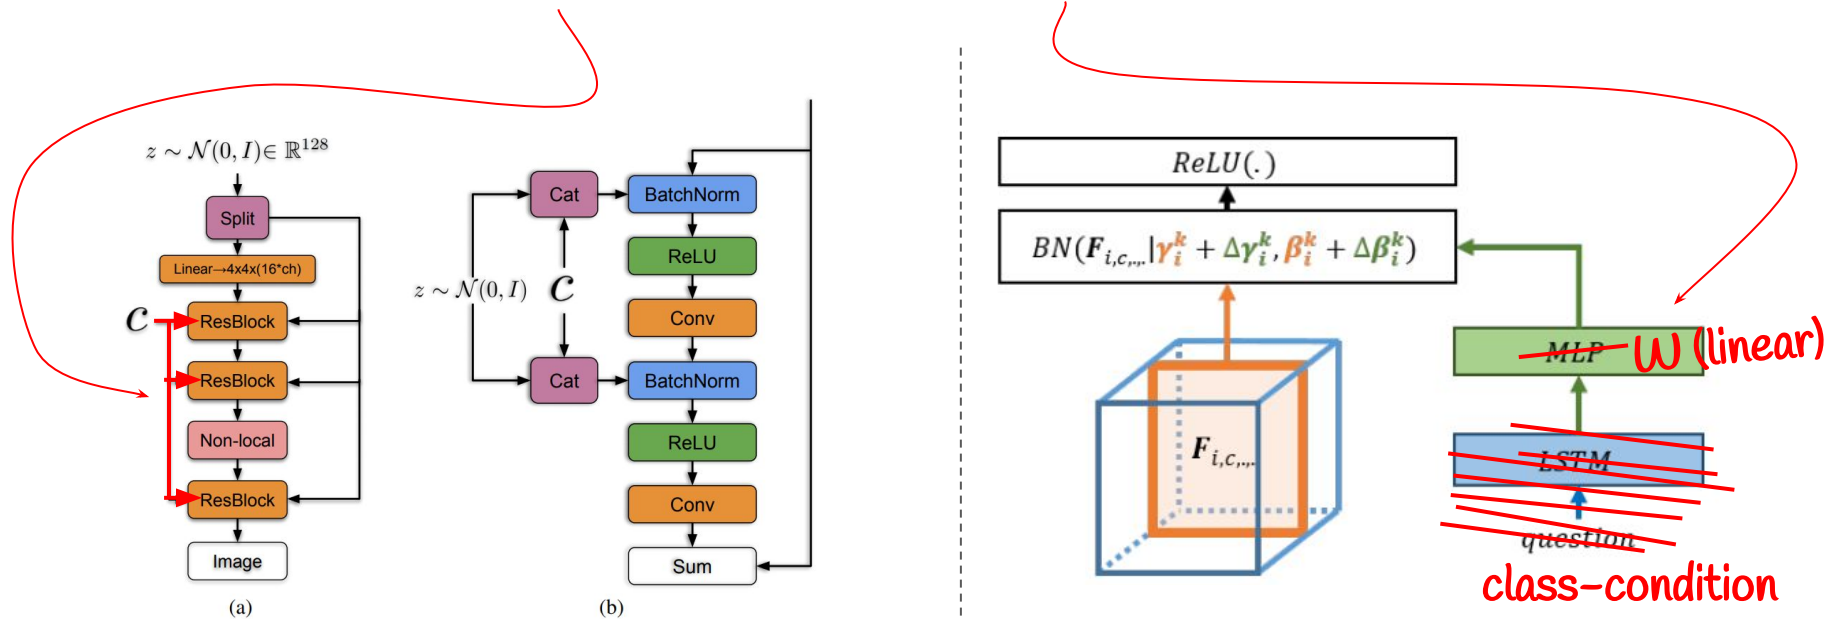 z ∼ 𝒩(0, I)∈ ℝ¹²⁸
Split
Linear→4x4x(16*ch)
C
ResBlock
ResBlock
Non-local
ResBlock
Image
(a)
z ∼ 𝒩(0, I)
C
Cat
Cat
BatchNorm
ReLU
Conv
BatchNorm
ReLU
Conv
Sum
(b)
ReLU(.)
BN(F_{i,c,.,.}|γ_i^k + Δγ_i^k, β_i^k + Δβ_i^k)
F_{i,c,.,.}
MLP
W (linear)
LSTM
question
class-condition